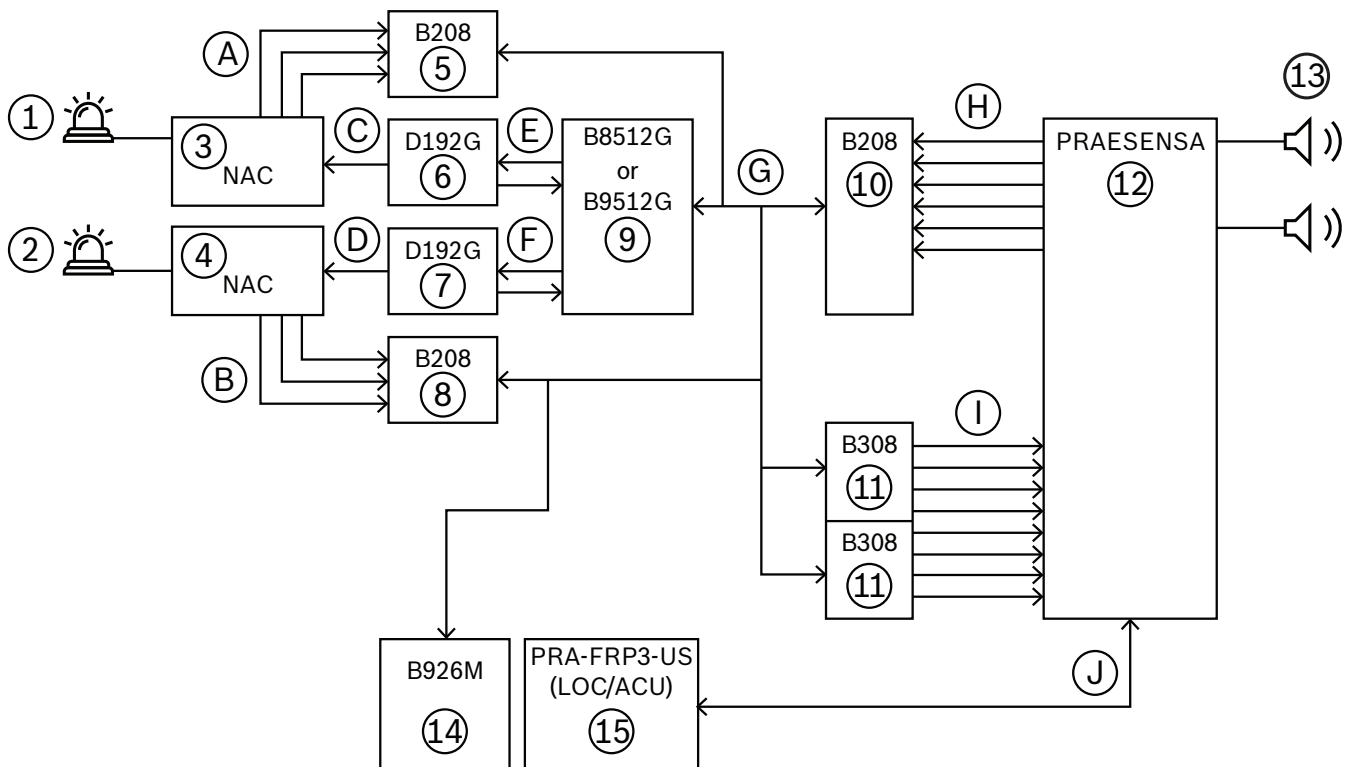 A
B208
5
H
13
1
3
NAC
C
D192G
6
E
B8512G
or
B9512G
9
G
B208
10
PRAESENSA
12
2
4
NAC
D
D192G
7
F
B
B208
8
I
B308
11
B308
11
B926M
14
PRA-FRP3-US
(LOC/ACU)
15
J